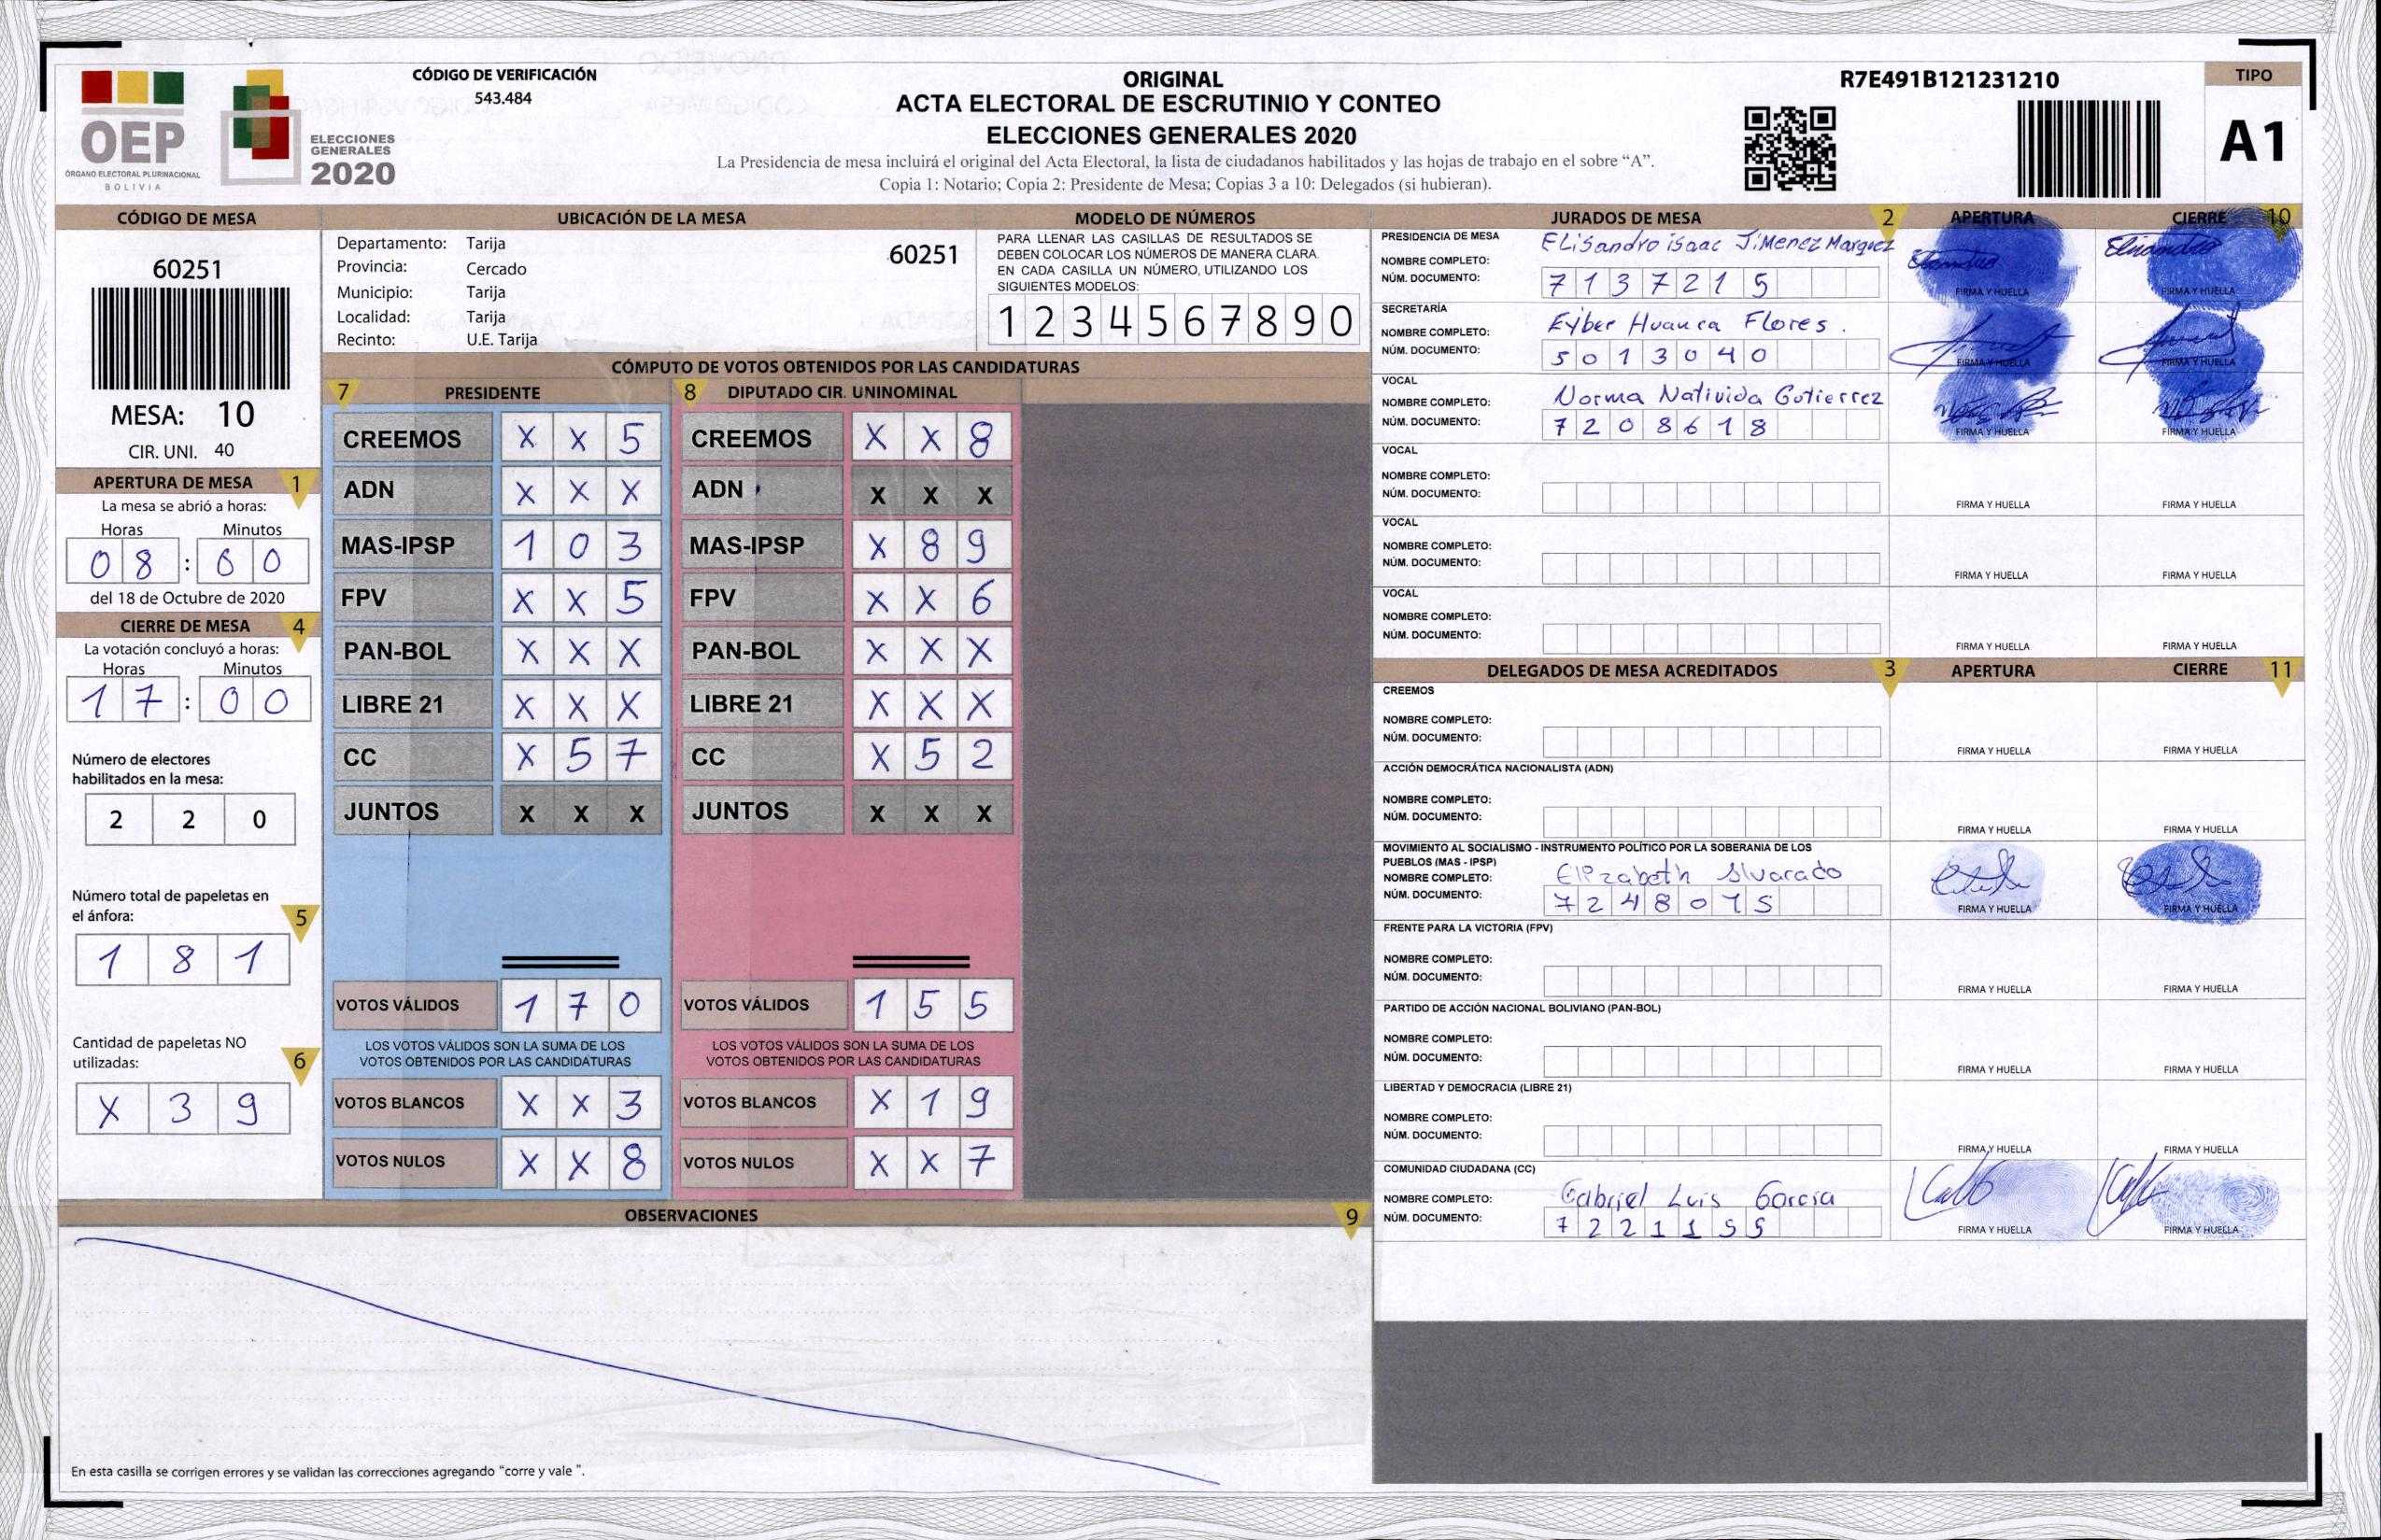 CÓDIGO DE VERIFICACIÓN
543.484
OEP
ÓRGANO ELECTORAL PLURINACIONAL
BOLIVIA
ELECCIONES
GENERALES
2020
ORIGINAL
ACTA ELECTORAL DE ESCRUTINIO Y CONTEO
ELECCIONES GENERALES 2020
La Presidencia de mesa incluirá el original del Acta Electoral, la lista de ciudadanos habilitados y las hojas de trabajo en el sobre “A”.
Copia 1: Notario; Copia 2: Presidente de Mesa; Copias 3 a 10: Delegados (si hubieran).
R7E491B121231210
TIPO
A1
CÓDIGO DE MESA
60251
MESA: 10
CIR. UNI. 40
APERTURA DE MESA 1
La mesa se abrió a horas:
Horas Minutos
08 : 60
del 18 de Octubre de 2020
CIERRE DE MESA 4
La votación concluyó a horas:
Horas Minutos
17 : 00
Número de electores
habilitados en la mesa:
2 2 0
Número total de papeletas en
el ánfora: 5
1 8 1
Cantidad de papeletas NO
utilizadas: 6
X 3 9
UBICACIÓN DE LA MESA
Departamento: Tarija 60251
Provincia: Cercado
Municipio: Tarija
Localidad: Tarija
Recinto: U.E. Tarija
MODELO DE NÚMEROS
PARA LLENAR LAS CASILLAS DE RESULTADOS SE
DEBEN COLOCAR LOS NÚMEROS DE MANERA CLARA.
EN CADA CASILLA UN NÚMERO, UTILIZANDO LOS
SIGUIENTES MODELOS:
1 2 3 4 5 6 7 8 9 0
CÓMPUTO DE VOTOS OBTENIDOS POR LAS CANDIDATURAS
7 PRESIDENTE
CREEMOS X X 5
ADN X X X
MAS-IPSP 1 0 3
FPV X X 5
PAN-BOL X X X
LIBRE 21 X X X
CC X 5 7
JUNTOS X X X
VOTOS VÁLIDOS 1 7 0
LOS VOTOS VÁLIDOS SON LA SUMA DE LOS
VOTOS OBTENIDOS POR LAS CANDIDATURAS
VOTOS BLANCOS X X 3
VOTOS NULOS X X 8
8 DIPUTADO CIR. UNINOMINAL
CREEMOS X X 8
ADN X X X
MAS-IPSP X 8 9
FPV X X 6
PAN-BOL X X X
LIBRE 21 X X X
CC X 5 2
JUNTOS X X X
VOTOS VÁLIDOS 1 5 5
LOS VOTOS VÁLIDOS SON LA SUMA DE LOS
VOTOS OBTENIDOS POR LAS CANDIDATURAS
VOTOS BLANCOS X 1 9
VOTOS NULOS X X 7
OBSERVACIONES 9
En esta casilla se corrigen errores y se validan las correcciones agregando “corre y vale ”.
JURADOS DE MESA 2 APERTURA CIERRE 10
PRESIDENCIA DE MESA
NOMBRE COMPLETO: Elisandro isaac Jimenez Marquez
NÚM. DOCUMENTO: 7137215
FIRMA Y HUELLA FIRMA Y HUELLA
SECRETARÍA
NOMBRE COMPLETO: Eyber Huanca Flores.
NÚM. DOCUMENTO: 5013040
FIRMA Y HUELLA FIRMA Y HUELLA
VOCAL
NOMBRE COMPLETO: Norma Nativida Gutierrez
NÚM. DOCUMENTO: 7208618
FIRMA Y HUELLA FIRMA Y HUELLA
VOCAL
NOMBRE COMPLETO:
NÚM. DOCUMENTO:
FIRMA Y HUELLA FIRMA Y HUELLA
VOCAL
NOMBRE COMPLETO:
NÚM. DOCUMENTO:
FIRMA Y HUELLA FIRMA Y HUELLA
VOCAL
NOMBRE COMPLETO:
NÚM. DOCUMENTO:
FIRMA Y HUELLA FIRMA Y HUELLA
DELEGADOS DE MESA ACREDITADOS 3 APERTURA CIERRE 11
CREEMOS
NOMBRE COMPLETO:
NÚM. DOCUMENTO:
FIRMA Y HUELLA FIRMA Y HUELLA
ACCIÓN DEMOCRÁTICA NACIONALISTA (ADN)
NOMBRE COMPLETO:
NÚM. DOCUMENTO:
FIRMA Y HUELLA FIRMA Y HUELLA
MOVIMIENTO AL SOCIALISMO - INSTRUMENTO POLÍTICO POR LA SOBERANIA DE LOS
PUEBLOS (MAS - IPSP)
NOMBRE COMPLETO: Elizabeth Alvarado
NÚM. DOCUMENTO: 7248075
FIRMA Y HUELLA FIRMA Y HUELLA
FRENTE PARA LA VICTORIA (FPV)
NOMBRE COMPLETO:
NÚM. DOCUMENTO:
FIRMA Y HUELLA FIRMA Y HUELLA
PARTIDO DE ACCIÓN NACIONAL BOLIVIANO (PAN-BOL)
NOMBRE COMPLETO:
NÚM. DOCUMENTO:
FIRMA Y HUELLA FIRMA Y HUELLA
LIBERTAD Y DEMOCRACIA (LIBRE 21)
NOMBRE COMPLETO:
NÚM. DOCUMENTO:
FIRMA Y HUELLA FIRMA Y HUELLA
COMUNIDAD CIUDADANA (CC)
NOMBRE COMPLETO: Gabriel Luis Garcia
NÚM. DOCUMENTO: 7221155
FIRMA Y HUELLA FIRMA Y HUELLA